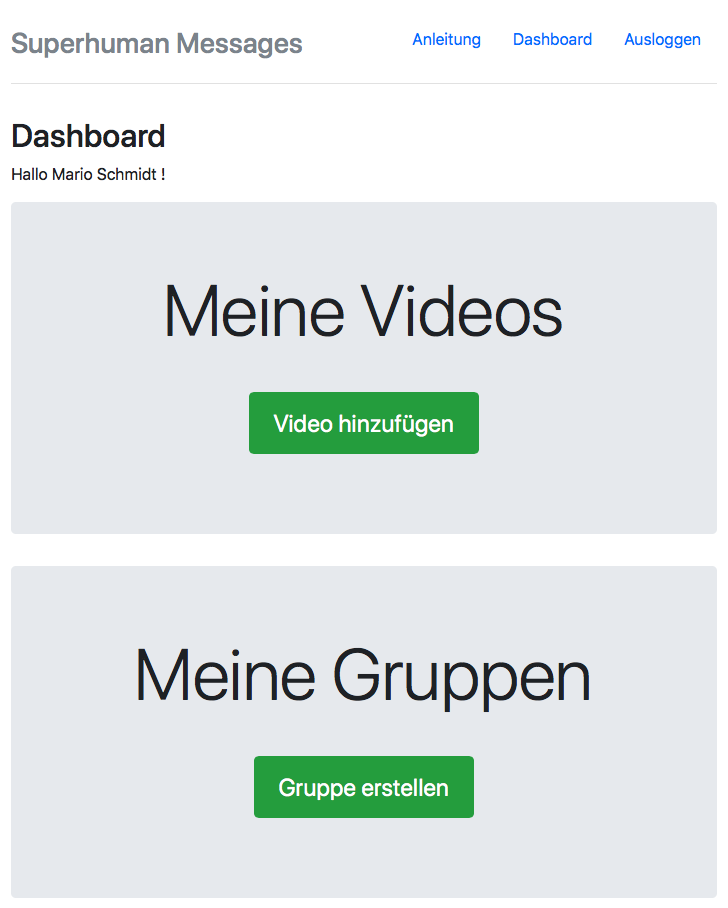 Superhuman Messages
Anleitung Dashboard Ausloggen
Dashboard
Hallo Mario Schmidt !
Meine Videos
Video hinzufügen
Meine Gruppen
Gruppe erstellen